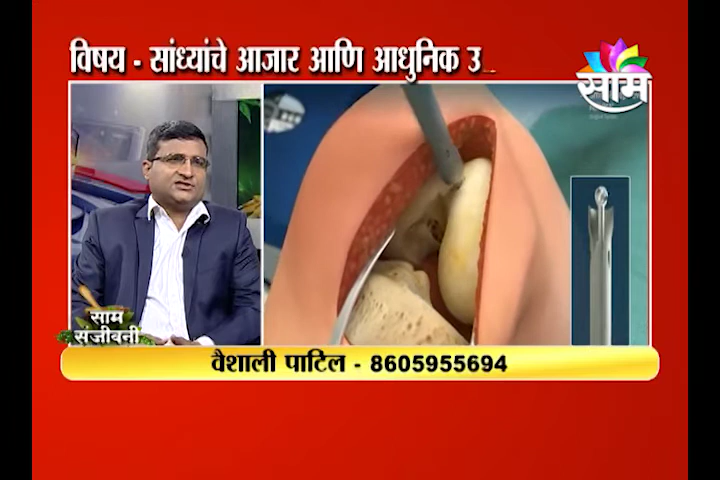 विषय - सांध्यांचे आजार आणि आधुनिक उ...
साम
साम
संजीवनी
वैशाली पाटिल - 8605955694